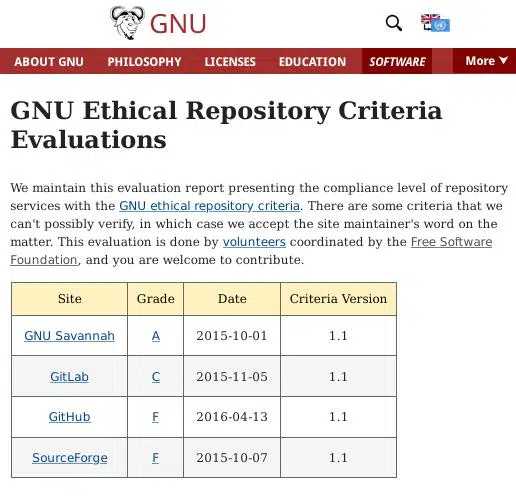 GNU
ABOUT GNU PHILOSOPHY LICENSES EDUCATION SOFTWARE More
GNU Ethical Repository Criteria
Evaluations
We maintain this evaluation report presenting the compliance level of repository
services with the GNU ethical repository criteria. There are some criteria that we
can't possibly verify, in which case we accept the site maintainer's word on the
matter. This evaluation is done by volunteers coordinated by the Free Software
Foundation, and you are welcome to contribute.
Site Grade Date Criteria Version
GNU Savannah A 2015-10-01 1.1
GitLab C 2015-11-05 1.1
GitHub F 2016-04-13 1.1
SourceForge F 2015-10-07 1.1